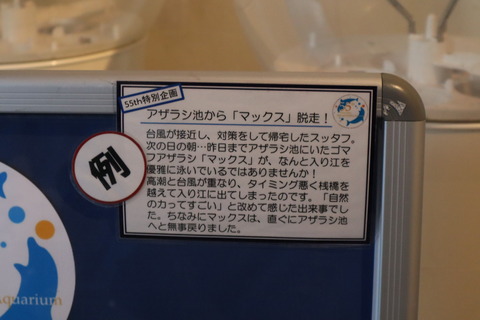 55th特別企画
アザラシ池から「マックス」脱走！
台風が接近し、対策をして帰宅したスッタフ。
次の日の朝…昨日までアザラシ池にいたゴマ
フアザラシ「マックス」が、なんと入り江を
優雅に泳いでいるではありませんか！
高潮と台風が重なり、タイミング悪く桟橋を
越えて入り江に出てしまったのです。「自然
の力ってすごい」と改めて感じた出来事でし
た。ちなみにマックスは、直ぐにアザラシ池
へと無事戻りました。
例
quarium